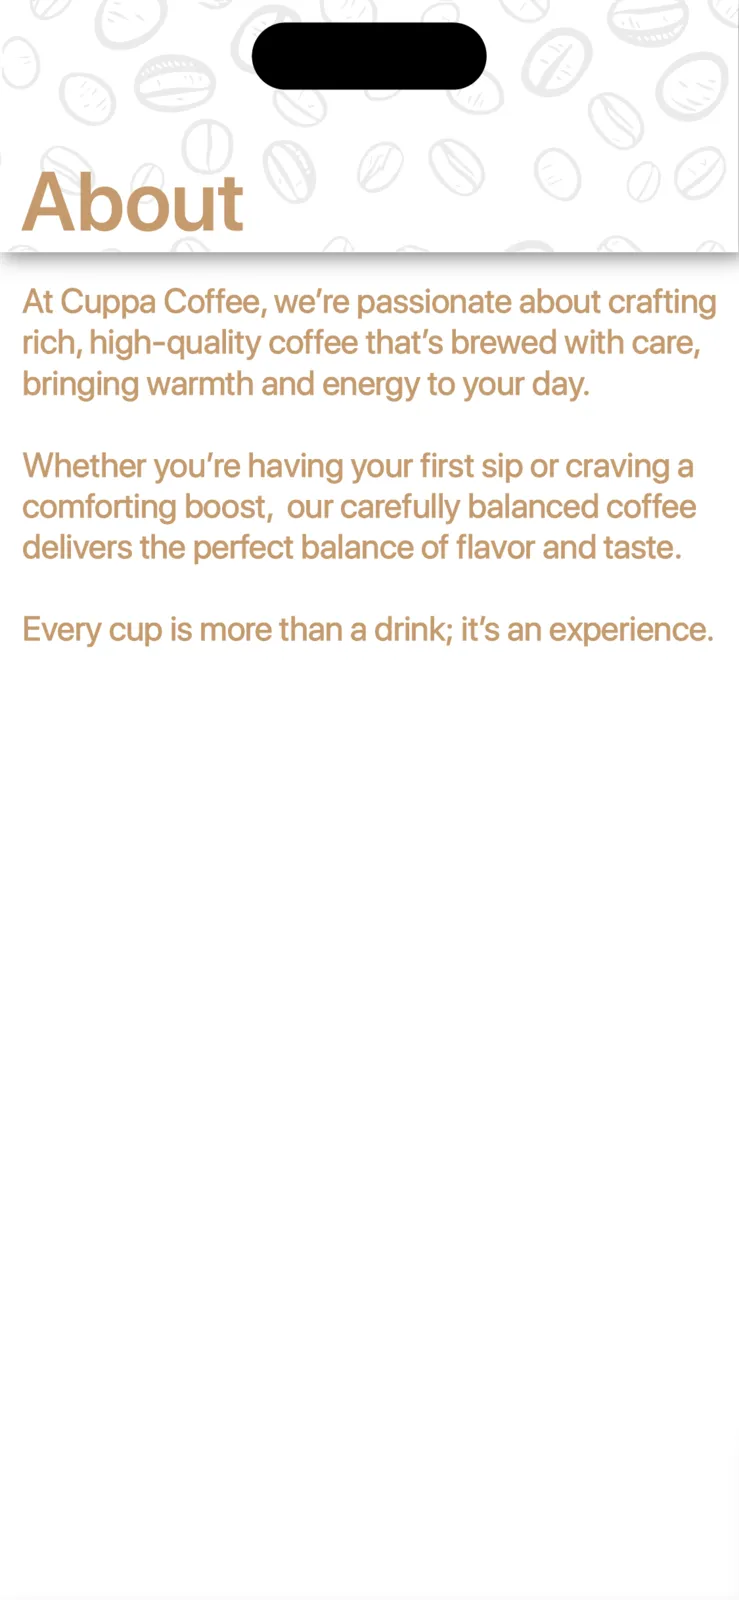 About
At Cuppa Coffee, we’re passionate about crafting
rich, high-quality coffee that’s brewed with care,
bringing warmth and energy to your day.
Whether you’re having your first sip or craving a
comforting boost,  our carefully balanced coffee
delivers the perfect balance of flavor and taste.
Every cup is more than a drink; it’s an experience.